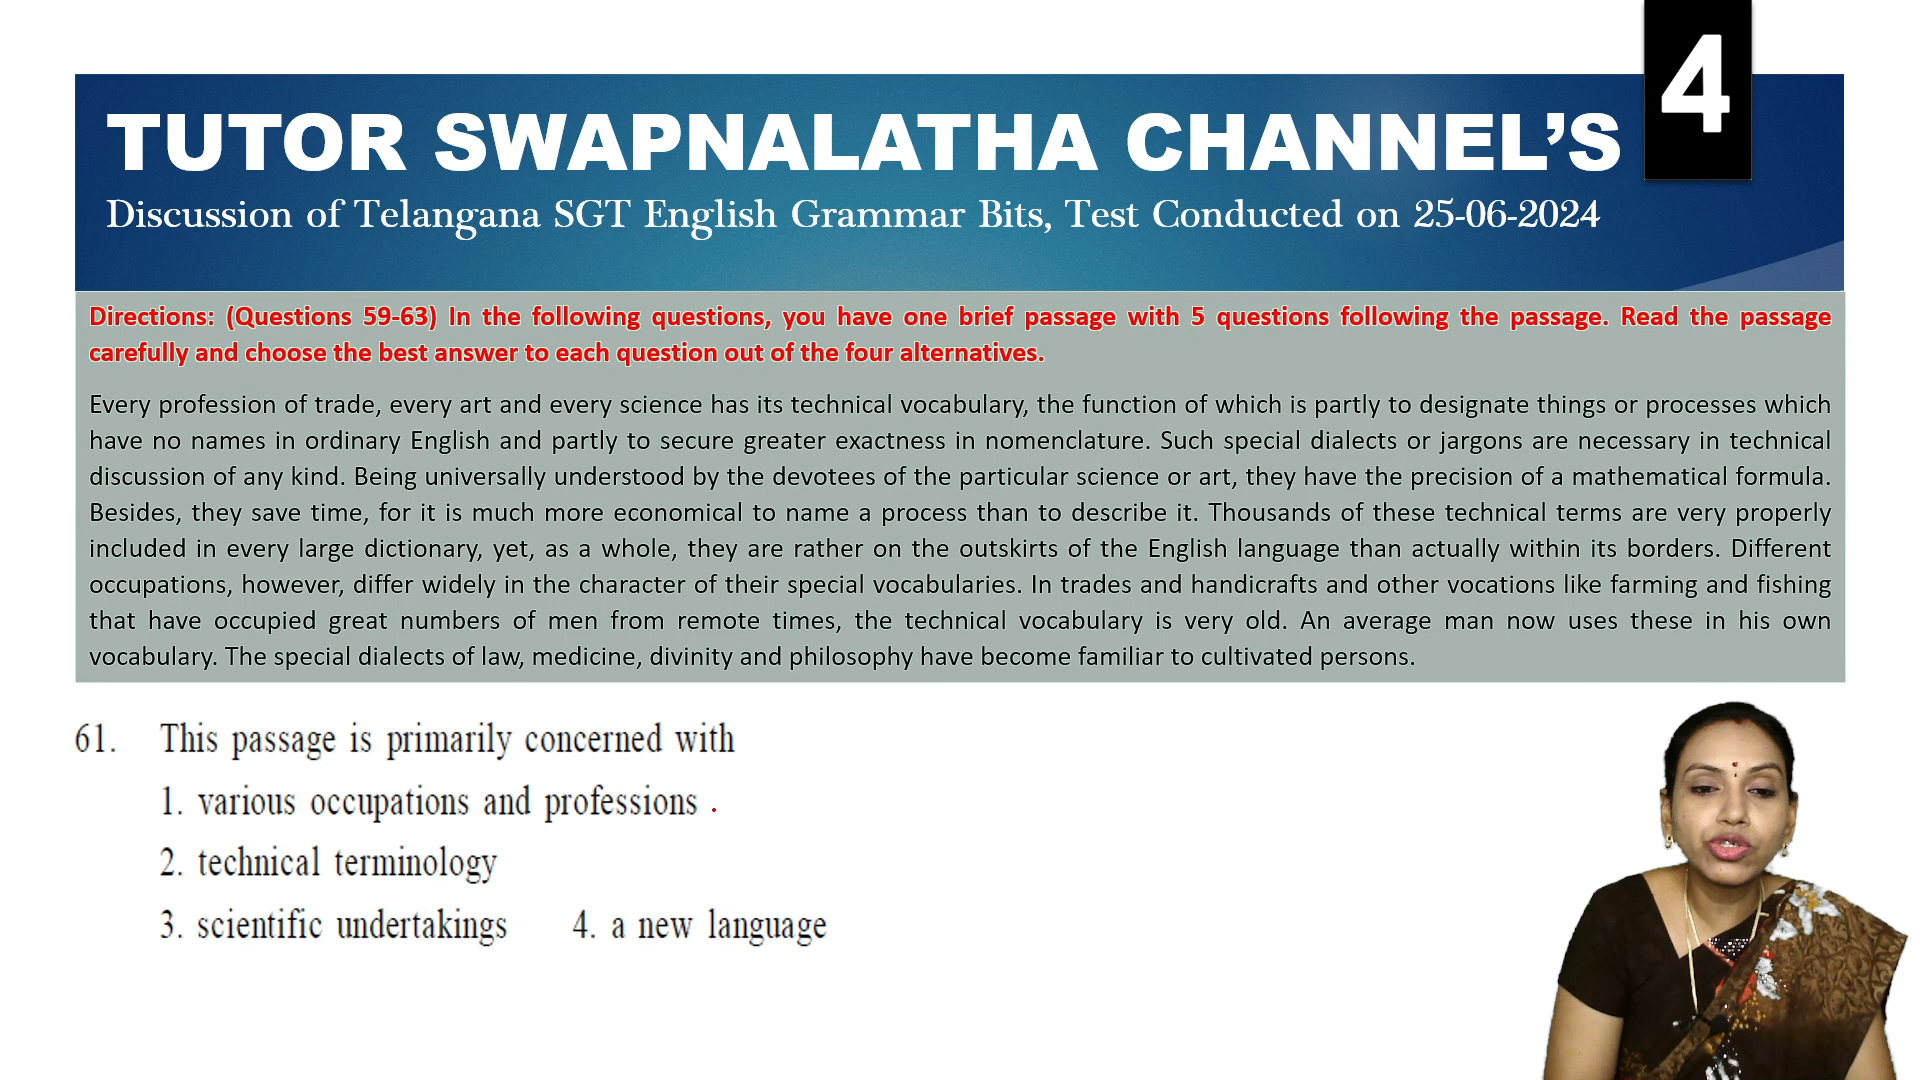 4
TUTOR SWAPNALATHA CHANNEL’S
Discussion of Telangana SGT English Grammar Bits, Test Conducted on 25-06-2024
Directions: (Questions 59-63) In the following questions, you have one brief passage with 5 questions following the passage. Read the passage
carefully and choose the best answer to each question out of the four alternatives.
Every profession of trade, every art and every science has its technical vocabulary, the function of which is partly to designate things or processes which
have no names in ordinary English and partly to secure greater exactness in nomenclature. Such special dialects or jargons are necessary in technical
discussion of any kind. Being universally understood by the devotees of the particular science or art, they have the precision of a mathematical formula.
Besides, they save time, for it is much more economical to name a process than to describe it. Thousands of these technical terms are very properly
included in every large dictionary, yet, as a whole, they are rather on the outskirts of the English language than actually within its borders. Different
occupations, however, differ widely in the character of their special vocabularies. In trades and handicrafts and other vocations like farming and fishing
that have occupied great numbers of men from remote times, the technical vocabulary is very old. An average man now uses these in his own
vocabulary. The special dialects of law, medicine, divinity and philosophy have become familiar to cultivated persons.
61. This passage is primarily concerned with
1. various occupations and professions
2. technical terminology
3. scientific undertakings 4. a new language